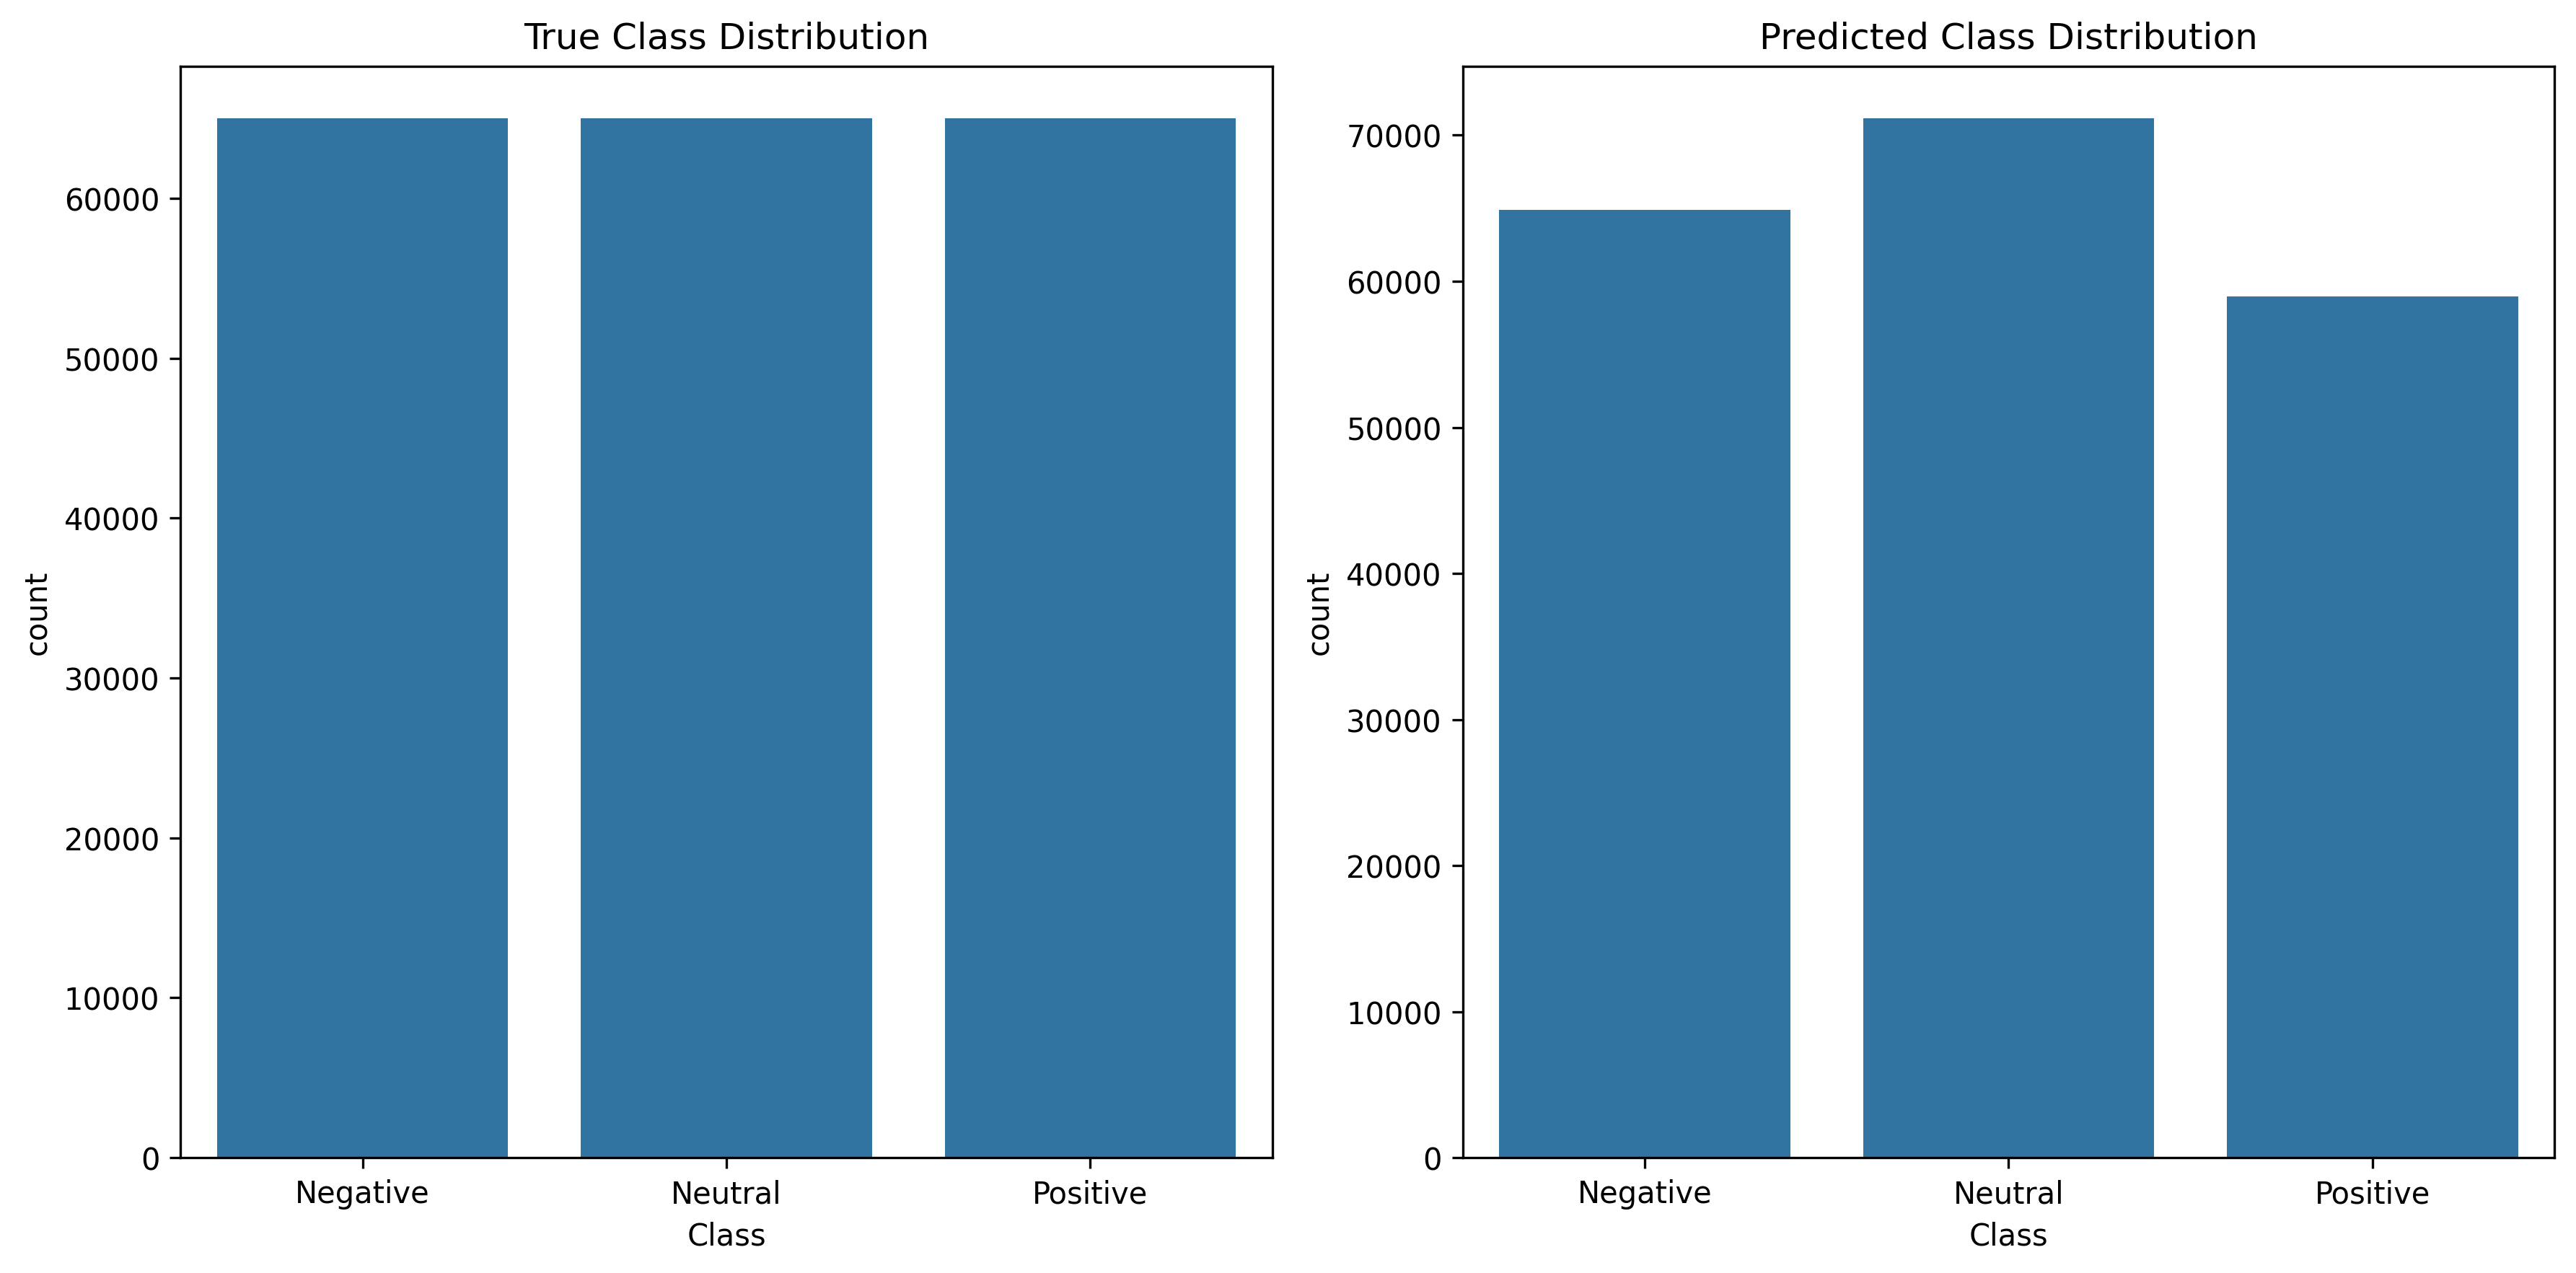 True Class Distribution
60000
50000
40000
30000
20000
10000
0
count
Negative Neutral Positive
Class
Predicted Class Distribution
70000
60000
50000
40000
30000
20000
10000
0
count
Negative Neutral Positive
Class